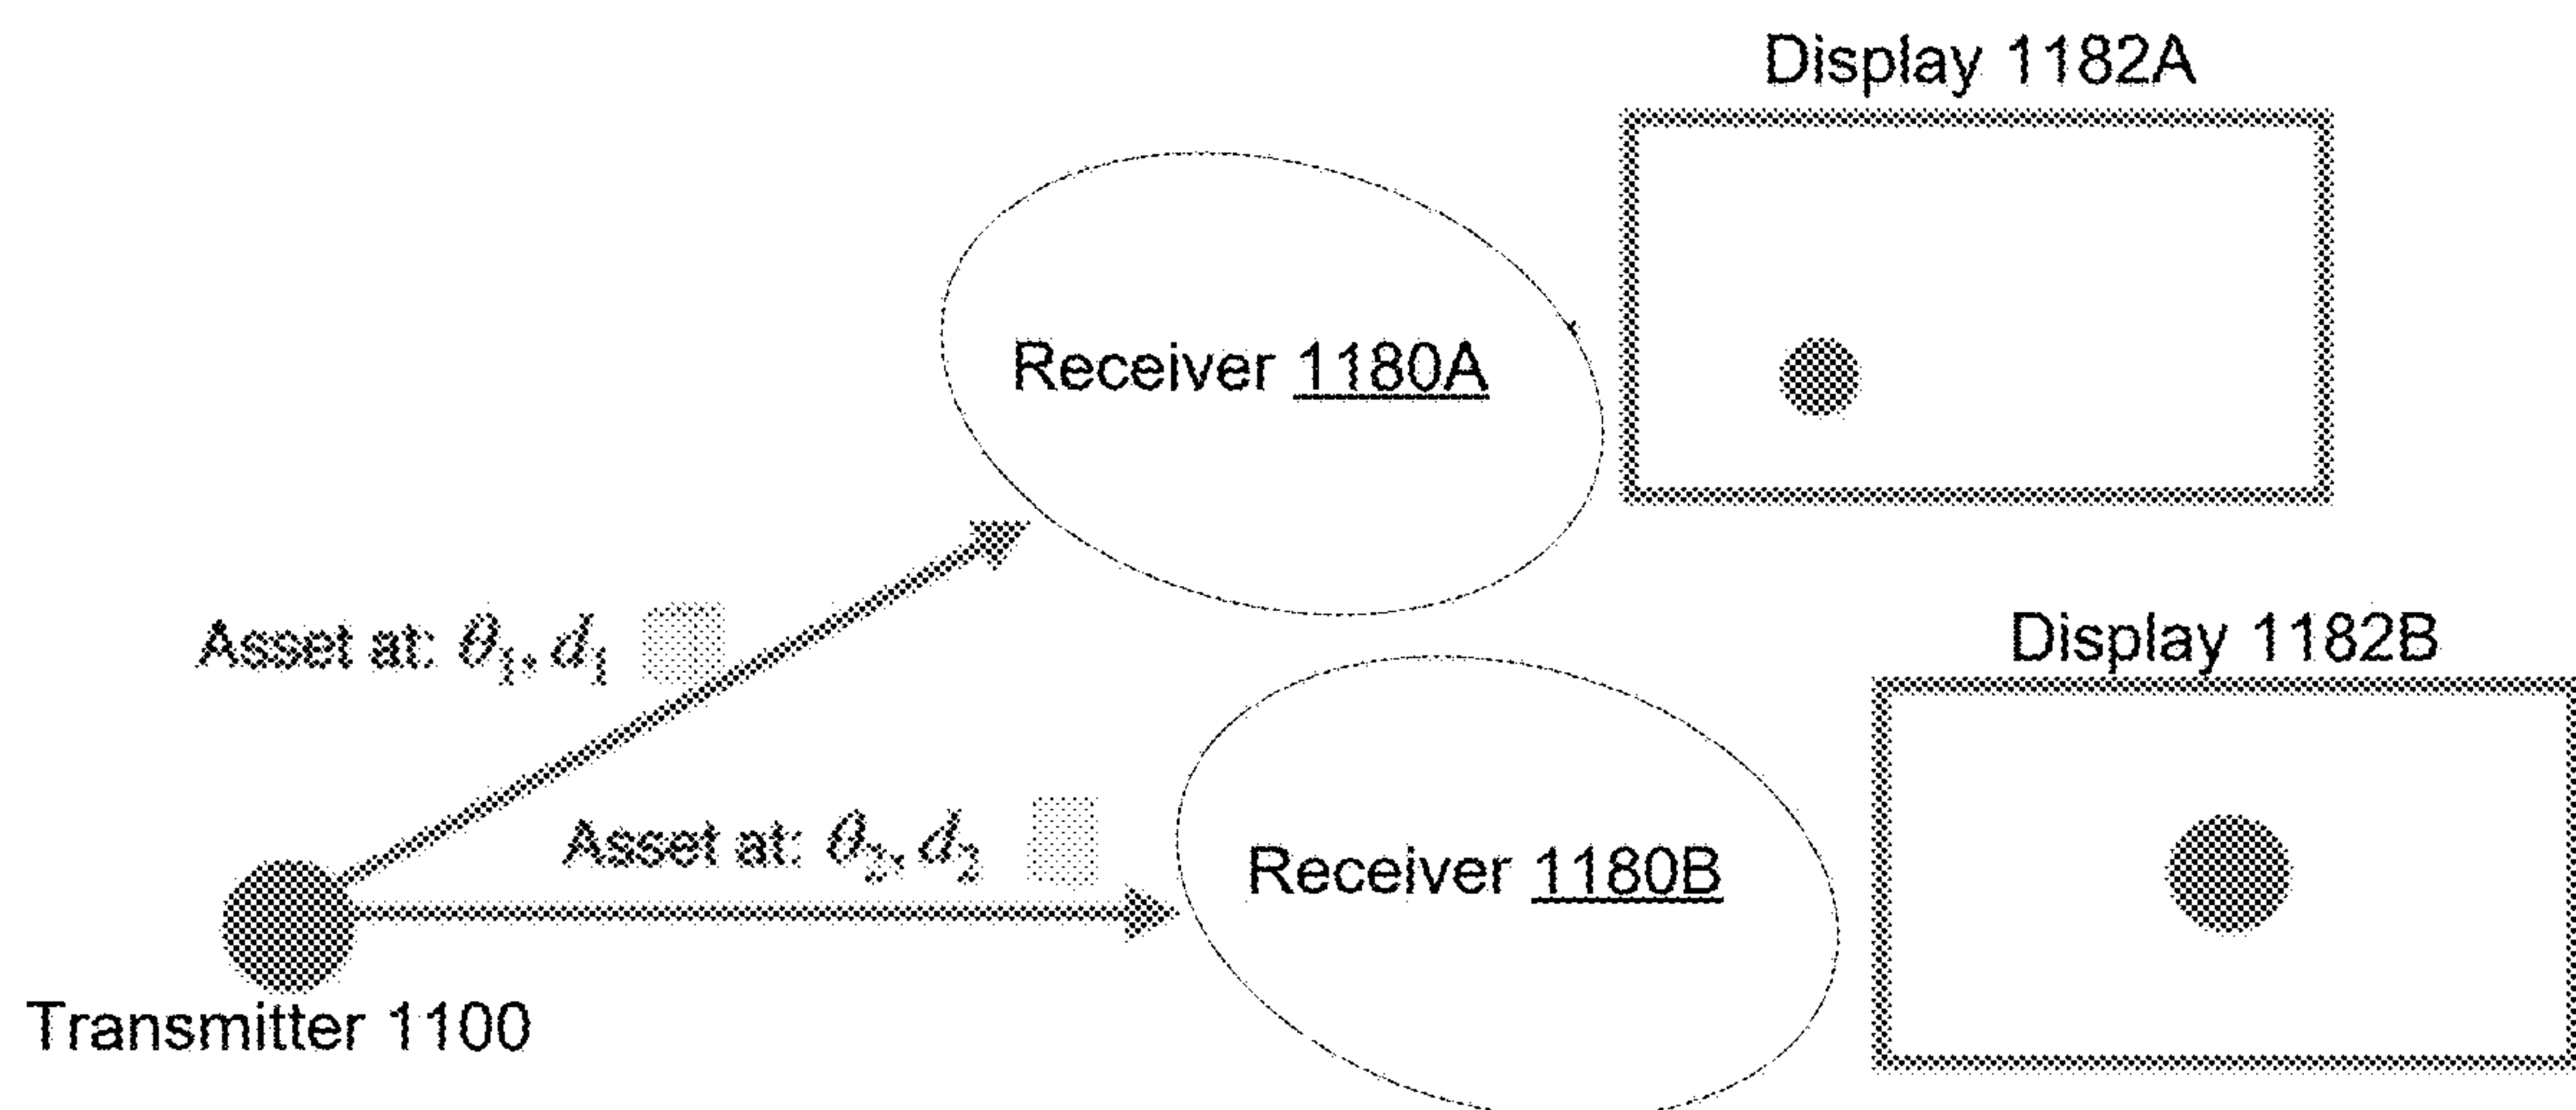 Display 1182A
Receiver 1180A
Asset at: θ₁, d₁
Display 1182B
Asset at: θ₂, d₂
Receiver 1180B
Transmitter 1100